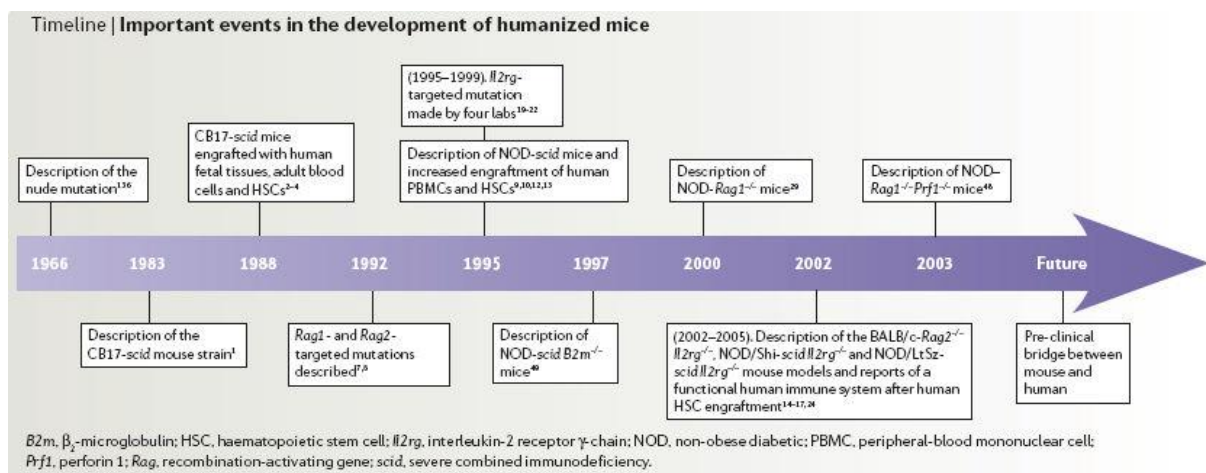 Timeline | Important events in the development of humanized mice
(1995–1999). Il2rg-
targeted mutation
made by four labs¹⁹⁻²²
CB17-scid mice
engrafted with human
fetal tissues, adult blood
cells and HSCs²⁻⁴
Description of the
nude mutation¹³⁶
Description of NOD-scid mice and
increased engraftment of human
PBMCs and HSCs⁹,¹⁰,¹²,¹³
Description of
NOD-Rag1⁻/⁻ mice²⁹
Description of NOD–
Rag1⁻/⁻Prf1⁻/⁻ mice⁴⁸
1966 1983 1988 1992 1995 1997 2000 2002 2003 Future
Description of the
CB17-scid mouse strain¹
Rag1- and Rag2-
targeted mutations
described⁷,⁸
Description of
NOD-scid B2m⁻/⁻
mice⁴⁹
(2002–2005). Description of the BALB/c-Rag2⁻/⁻
Il2rg⁻/⁻, NOD/Shi-scid Il2rg⁻/⁻ and NOD/LtSz-
scid Il2rg⁻/⁻ mouse models and reports of a
functional human immune system after human
HSC engraftment¹⁴⁻¹⁷,²⁴
Pre-clinical
bridge between
mouse and
human
B2m, β₂-microglobulin; HSC, haematopoietic stem cell; Il2rg, interleukin-2 receptor γ-chain; NOD, non-obese diabetic; PBMC, peripheral-blood mononuclear cell;
Prf1, perforin 1; Rag, recombination-activating gene; scid, severe combined immunodeficiency.